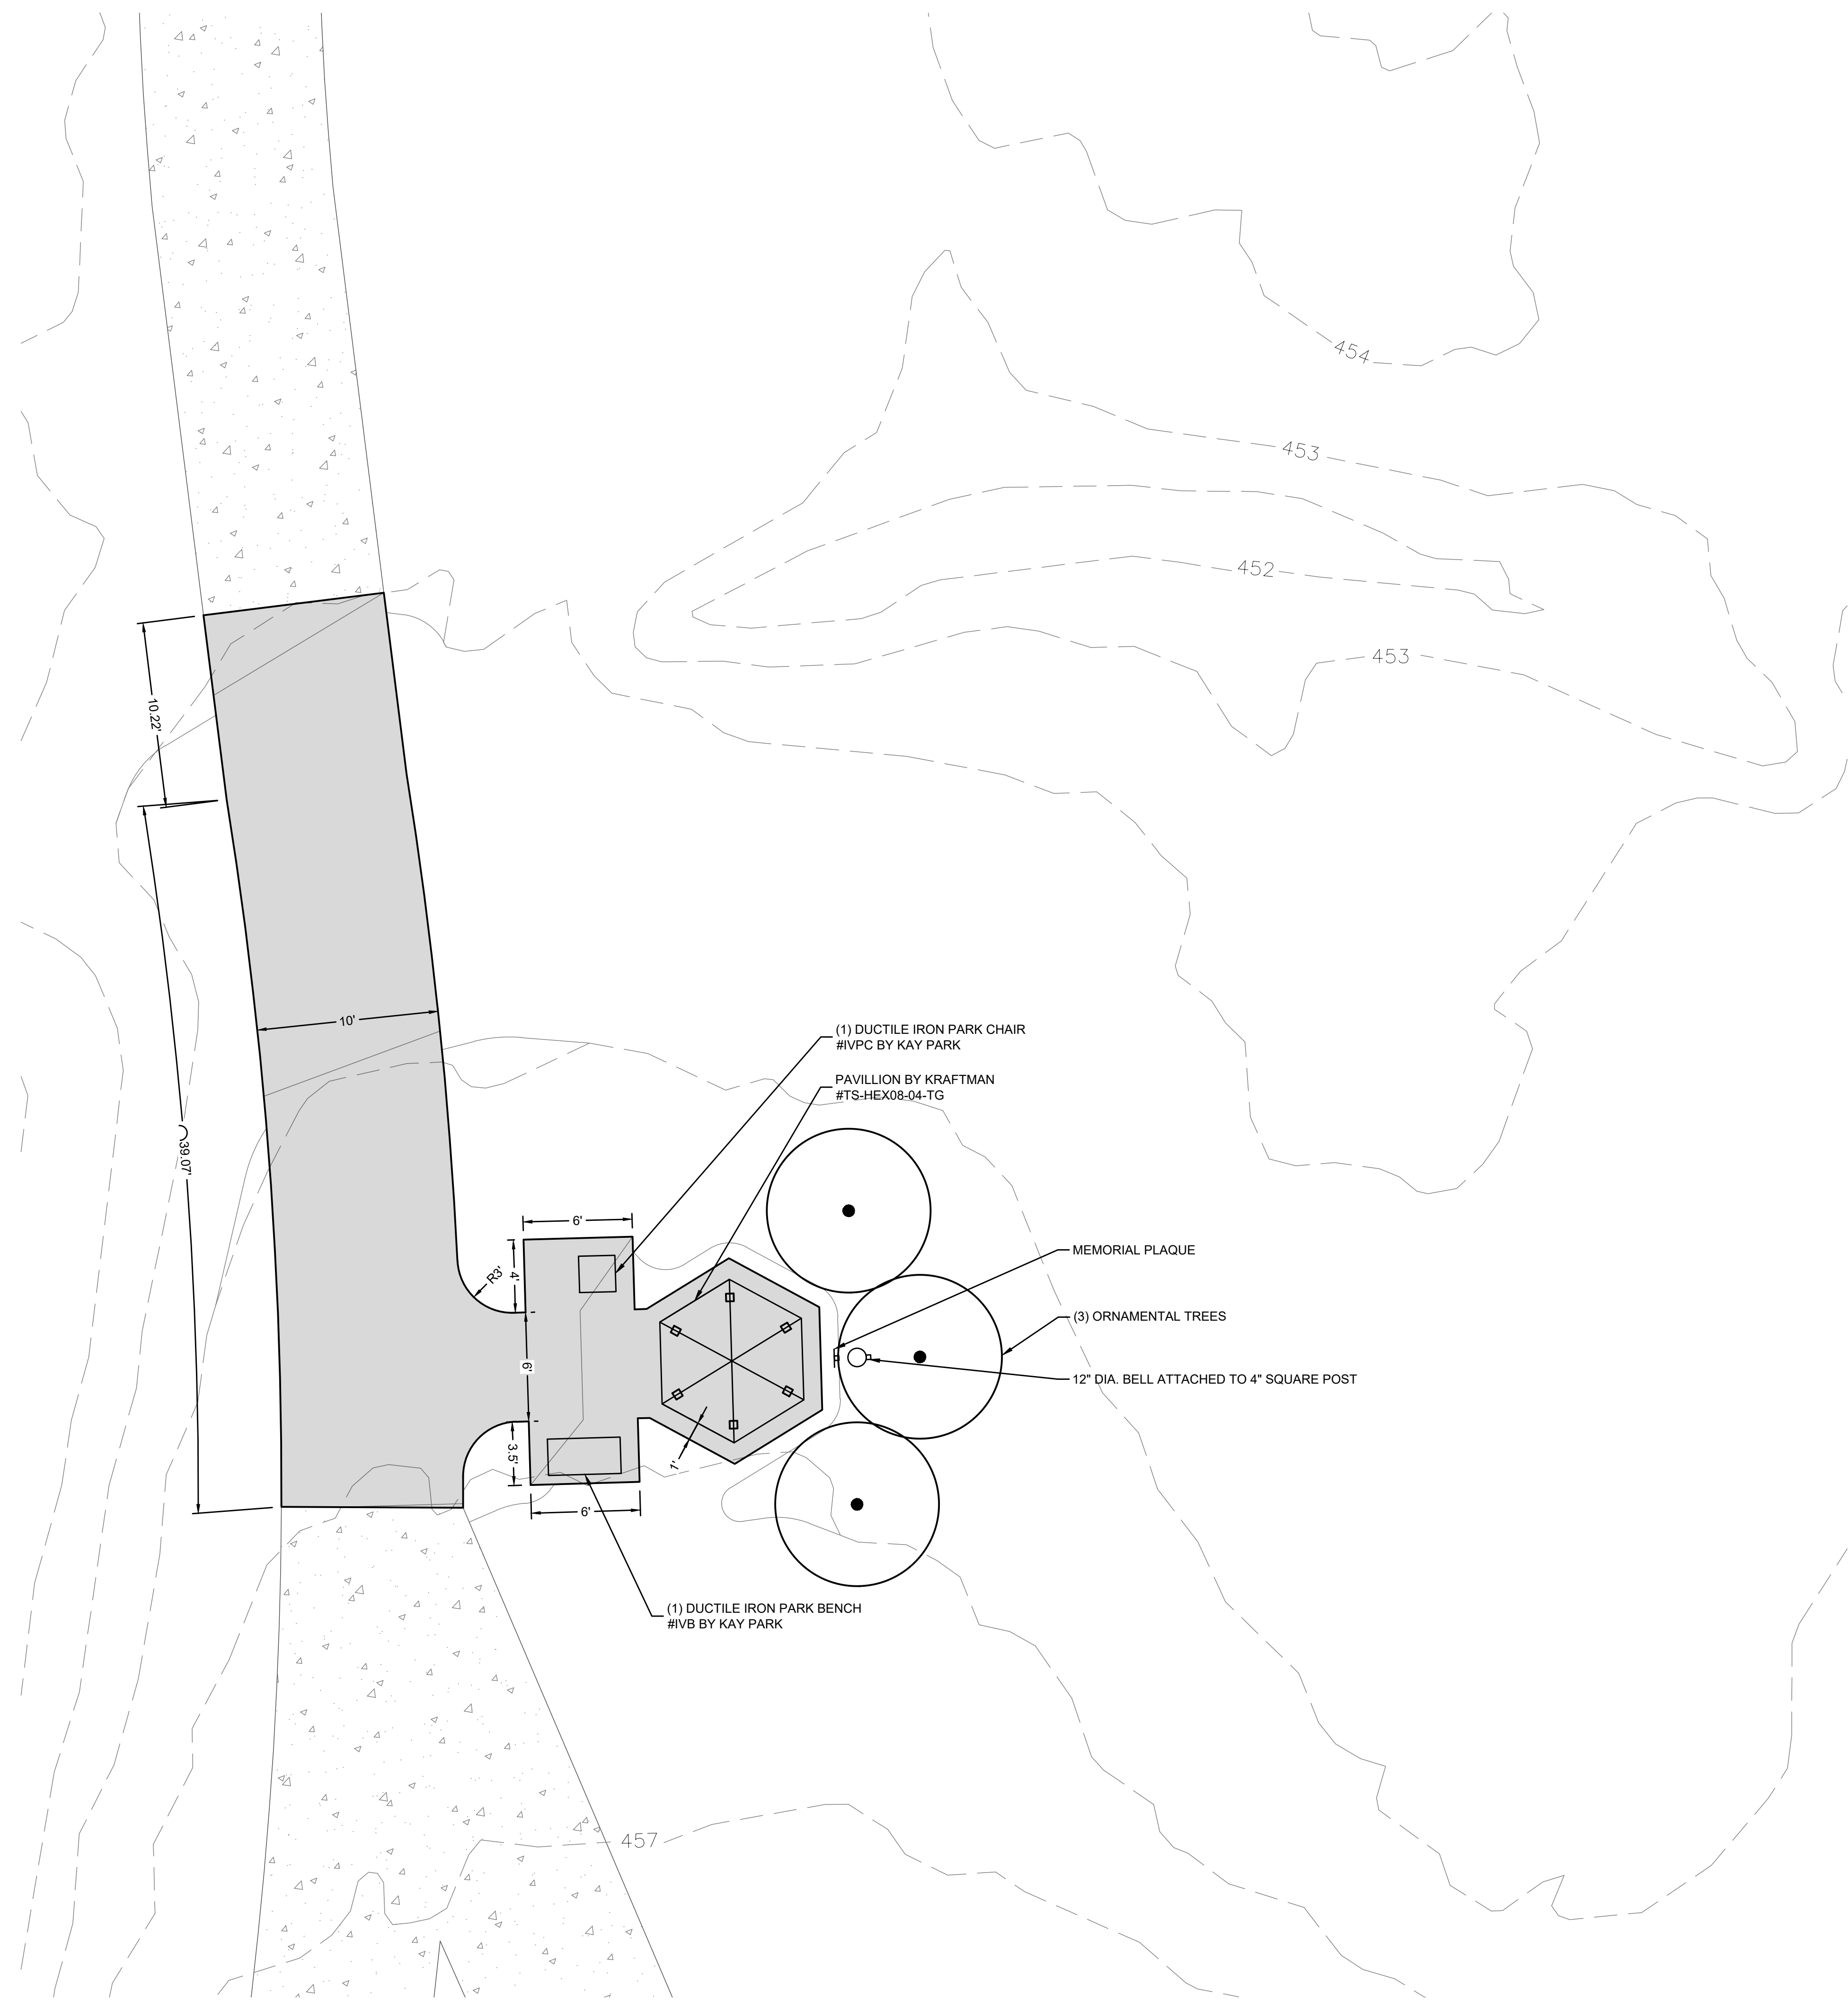 454
453
452
453
10.22'
10'
(1) DUCTILE IRON PARK CHAIR
#IVPC BY KAY PARK
PAVILLION BY KRAFTMAN
#TS-HEX08-04-TG
39.07'
6'
MEMORIAL PLAQUE
R3'
4'
(3) ORNAMENTAL TREES
6'
12" DIA. BELL ATTACHED TO 4" SQUARE POST
3.5'
1'
6'
(1) DUCTILE IRON PARK BENCH
#IVB BY KAY PARK
457